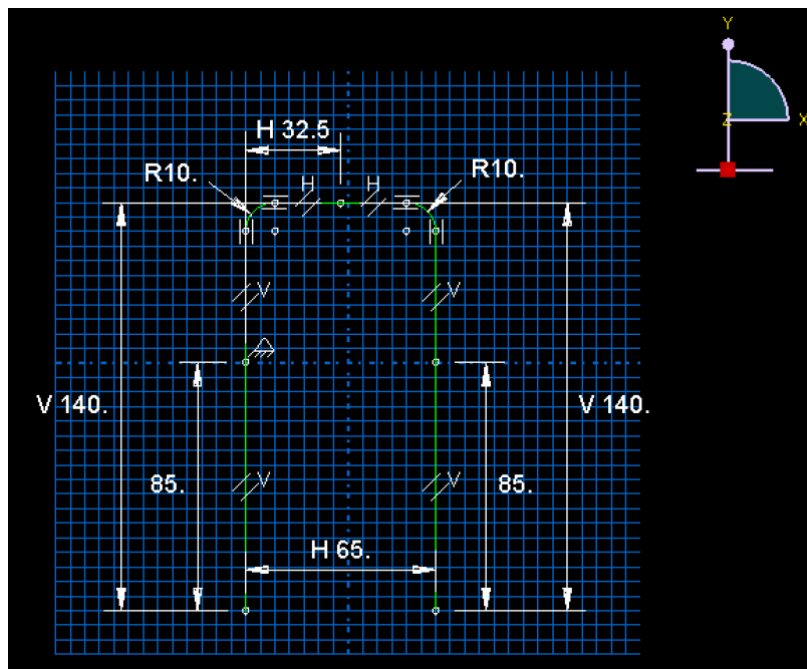 Y
H 32.5
R10.
R10.
Z
X
H
H
V
V
V 140.
V 140.
85.
85.
V
V
H 65.